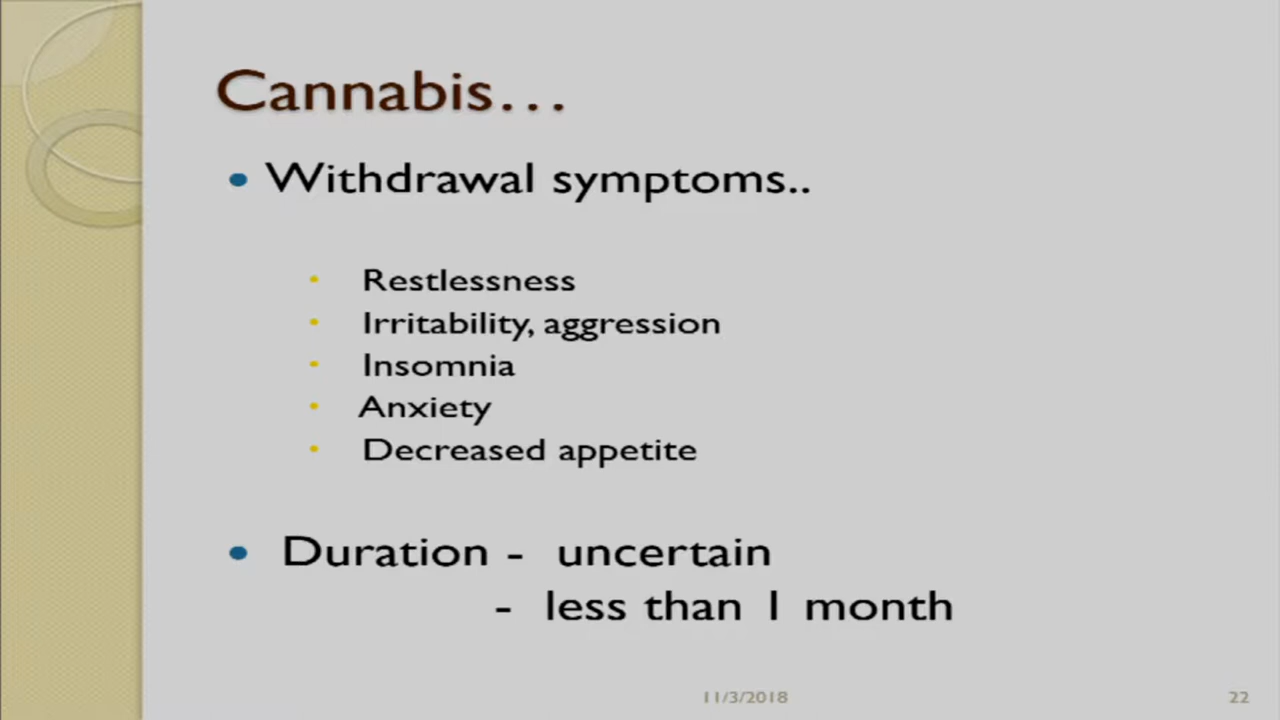 Cannabis...
• Withdrawal symptoms..
• Restlessness
• Irritability, aggression
• Insomnia
• Anxiety
• Decreased appetite
• Duration - uncertain
- less than 1 month
11/3/2018 22